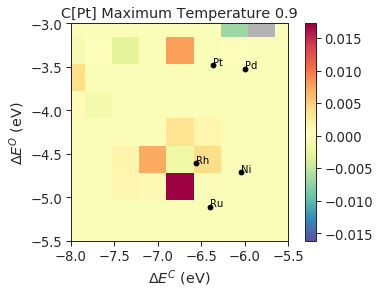 C[Pt] Maximum Temperature 0.9
−3.0
−3.5
−4.0
−4.5
−5.0
−5.5
ΔE^O (eV)
Pt
Pd
Rh
Ni
Ru
−8.0 −7.5 −7.0 −6.5 −6.0 −5.5
ΔE^C (eV)
0.015
0.010
0.005
0.000
−0.005
−0.010
−0.015